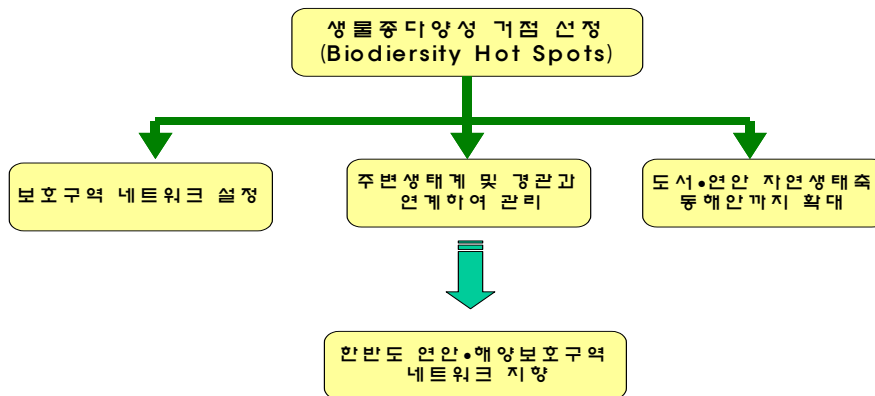 생물종다양성 거점 선정
(Biodiersity Hot Spots)
보호구역 네트워크 설정
주변생태계 및 경관과
연계하여 관리
도서•연안 자연생태축
동해안까지 확대
한반도 연안•해양보호구역
네트워크 지향